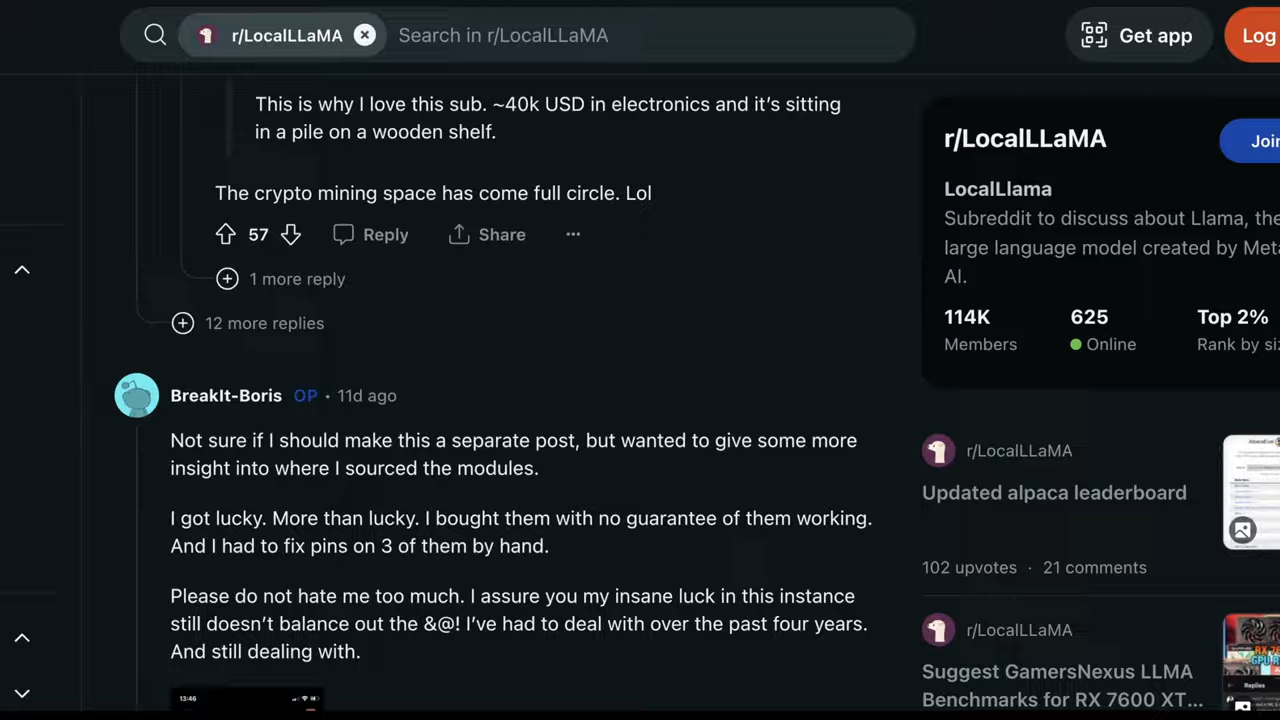 r/LocalLLaMA
Search in r/LocalLLaMA
Get app
Log
This is why I love this sub. ~40k USD in electronics and it's sitting
in a pile on a wooden shelf.
The crypto mining space has come full circle. Lol
57
Reply
Share
1 more reply
12 more replies
BreakIt-Boris OP • 11d ago
Not sure if I should make this a separate post, but wanted to give some more
insight into where I sourced the modules.
I got lucky. More than lucky. I bought them with no guarantee of them working.
And I had to fix pins on 3 of them by hand.
Please do not hate me too much. I assure you my insane luck in this instance
still doesn't balance out the &@! I've had to deal with over the past four years.
And still dealing with.
13:46
r/LocalLLaMA
Join
LocalLlama
Subreddit to discuss about Llama, the
large language model created by Meta
AI.
114K 625 Top 2%
Members Online Rank by siz
r/LocalLLaMA
Updated alpaca leaderboard
102 upvotes · 21 comments
r/LocalLLaMA
Suggest GamersNexus LLMA
Benchmarks for RX 7600 XT...
Replies